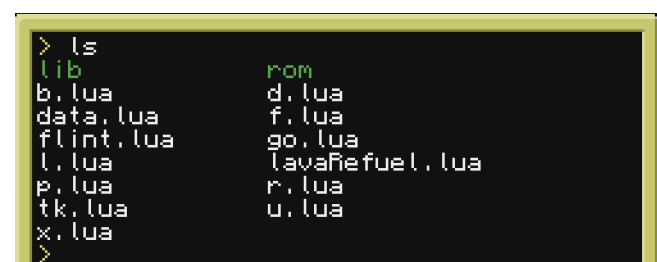 > ls
lib rom
b.lua d.lua
data.lua f.lua
flint.lua go.lua
l.lua lavaRefuel.lua
p.lua r.lua
tk.lua u.lua
x.lua
>